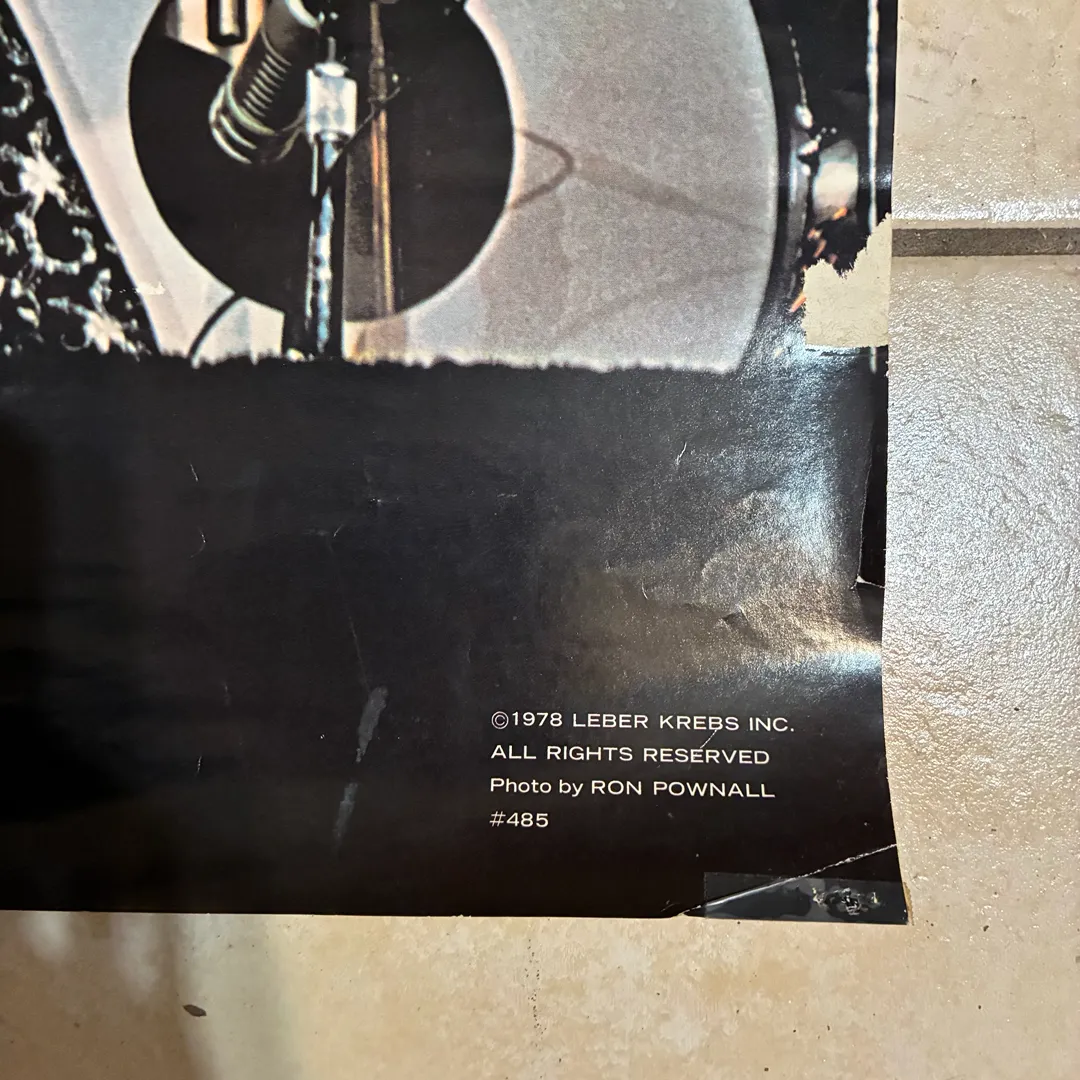 ©1978 LEBER KREBS INC.
ALL RIGHTS RESERVED
Photo by RON POWNALL
#485